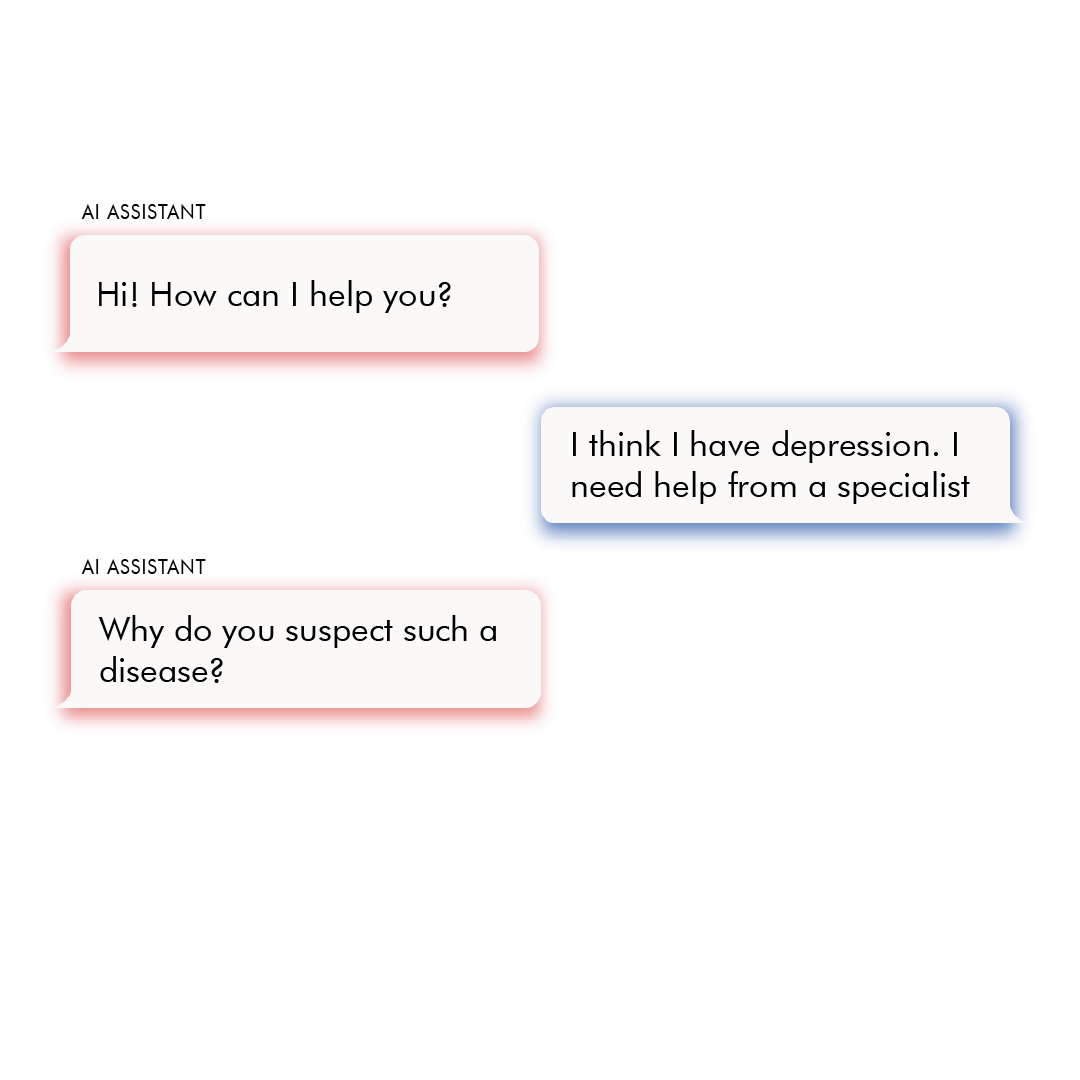 AI ASSISTANT
Hi! How can I help you?
I think I have depression. I
need help from a specialist
AI ASSISTANT
Why do you suspect such a
disease?